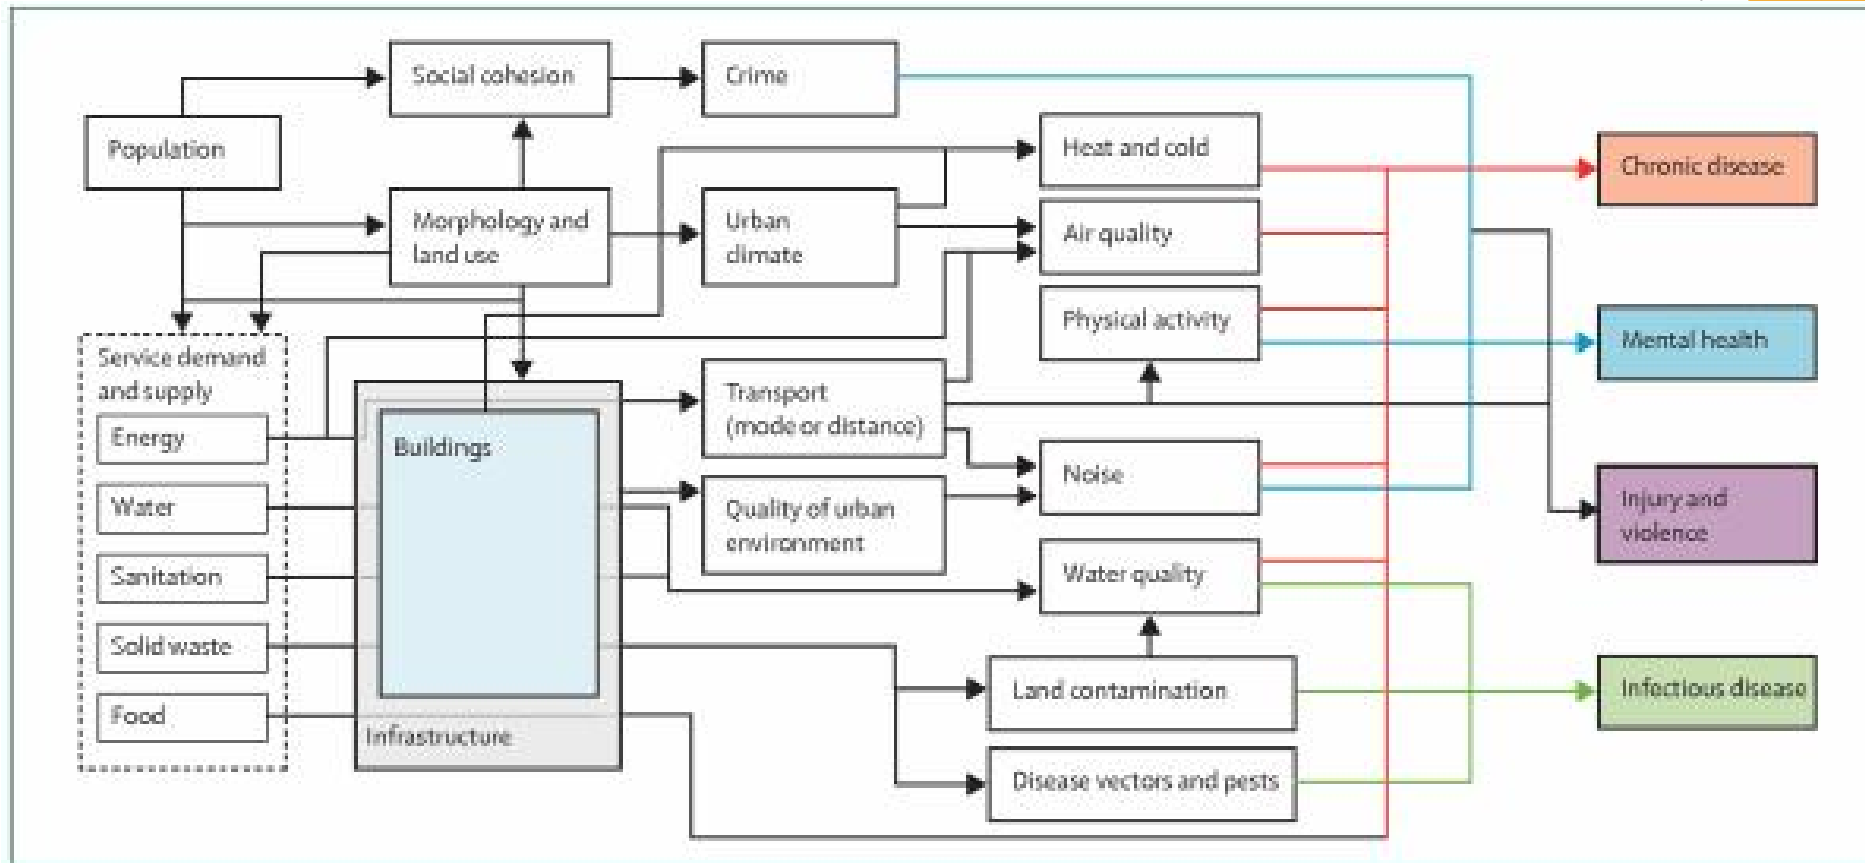 Social cohesion
Crime
Population
Heat and cold
Chronic disease
Morphology and
land use
Urban
climate
Air quality
Physical activity
Mental health
Service demand
and supply
Energy
Water
Sanitation
Solid waste
Food
Buildings
Infrastructure
Transport
(mode or distance)
Quality of urban
environment
Noise
Water quality
Injury and
violence
Land contamination
Infectious disease
Disease vectors and pests